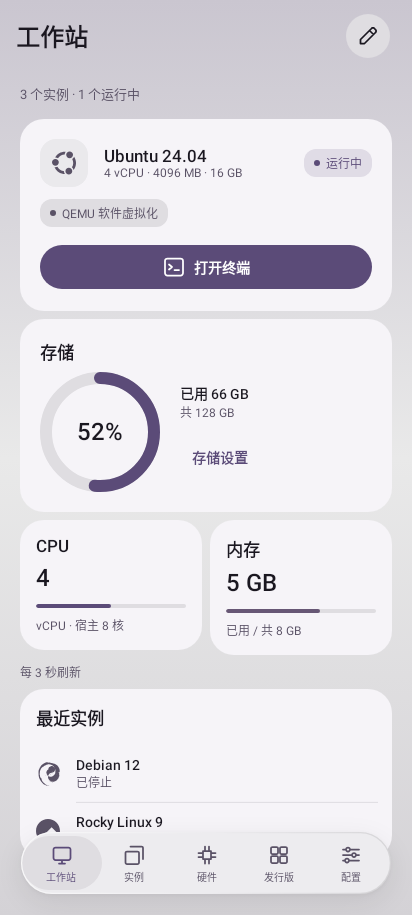 工作站
3 个实例 · 1 个运行中
Ubuntu 24.04
4 vCPU · 4096 MB · 16 GB
运行中
QEMU 软件虚拟化
打开终端
存储
52%
已用 66 GB
共 128 GB
存储设置
CPU
4
vCPU · 宿主 8 核
内存
5 GB
已用 / 共 8 GB
每 3 秒刷新
最近实例
Debian 12
已停止
Rocky Linux 9
工作站
实例
硬件
发行版
配置